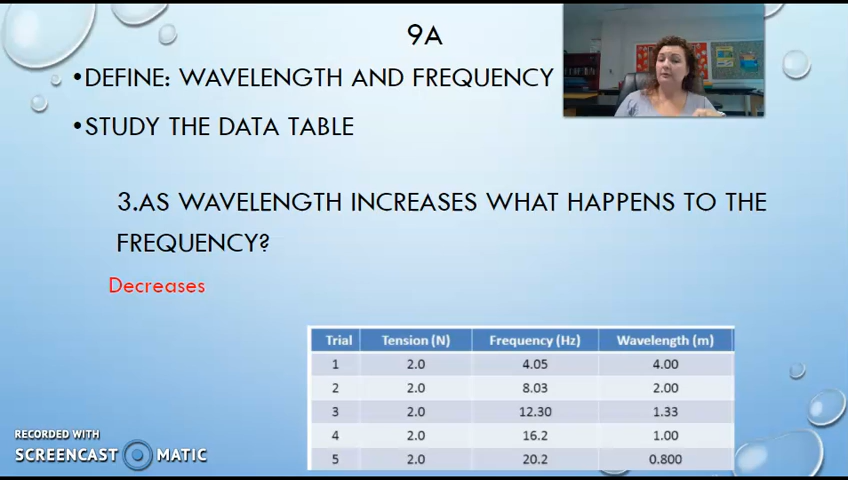 9A
•DEFINE: WAVELENGTH AND FREQUENCY
•STUDY THE DATA TABLE
3.AS WAVELENGTH INCREASES WHAT HAPPENS TO THE
FREQUENCY?
Decreases
Trial Tension (N) Frequency (Hz) Wavelength (m)
1 2.0 4.05 4.00
2 2.0 8.03 2.00
3 2.0 12.30 1.33
4 2.0 16.2 1.00
5 2.0 20.2 0.800
RECORDED WITH
SCREENCAST MATIC